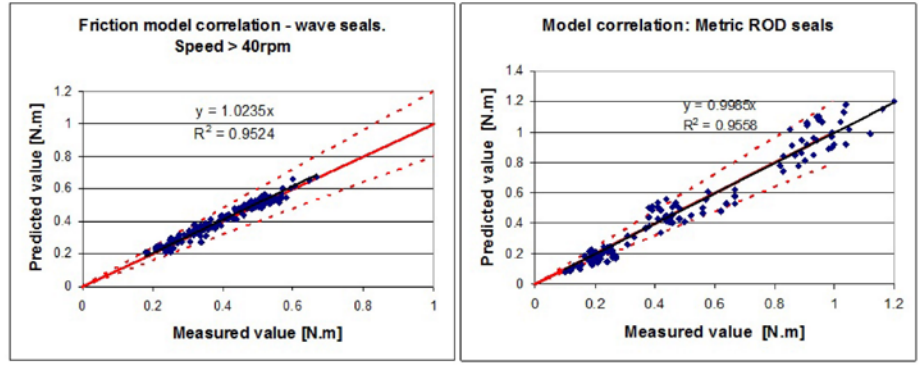 Friction model correlation - wave seals.
Speed > 40rpm
1.2
1
0.8
0.6
0.4
0.2
0
Predicted value [N.m]
y = 1.0235x
R² = 0.9524
0
0.2
0.4
0.6
0.8
1
Measured value [N.m]
Model correlation: Metric ROD seals
1.4
1.2
1
0.8
0.6
0.4
0.2
0
Predicted value [N.m]
y = 0.9985x
R² = 0.9558
0
0.2
0.4
0.6
0.8
1
1.2
Measured value [N.m]